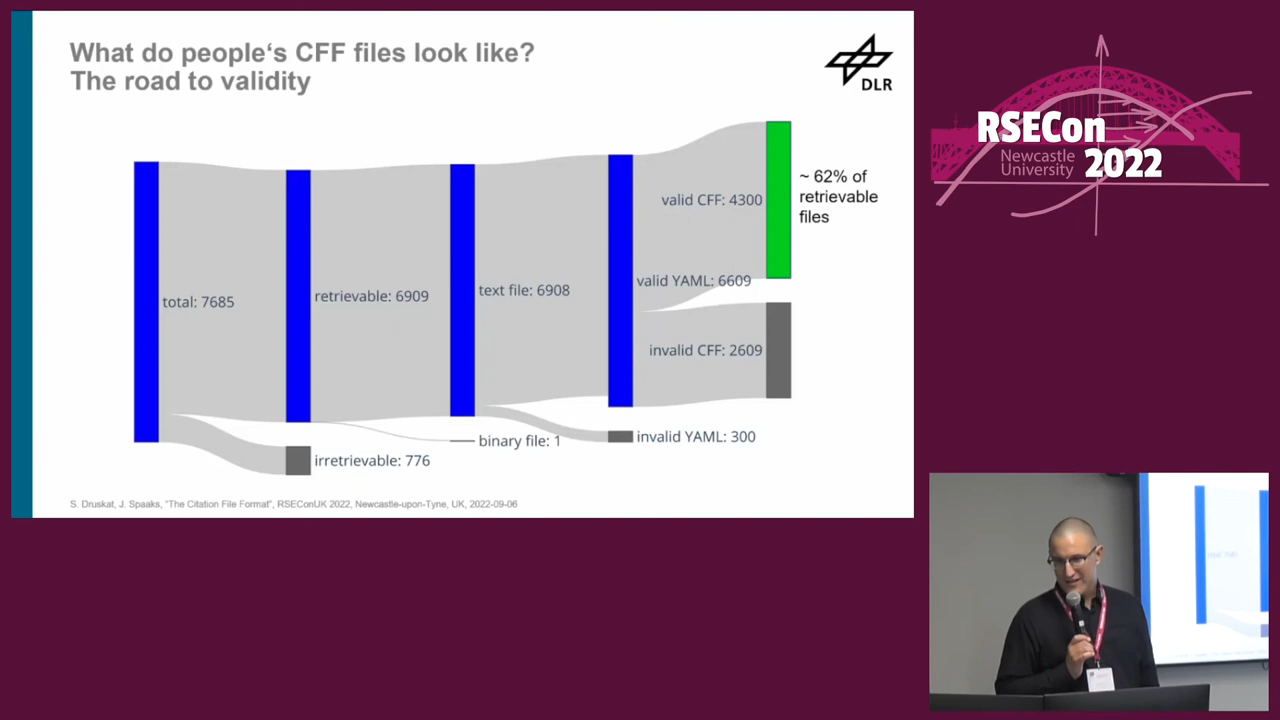 What do people‘s CFF files look like?
The road to validity
DLR
total: 7685
retrievable: 6909
irretrievable: 776
text file: 6908
binary file: 1
valid YAML: 6609
invalid YAML: 300
valid CFF: 4300
invalid CFF: 2609
~ 62% of
retrievable
files
S. Druskat, J. Spaaks, "The Citation File Format", RSEConUK 2022, Newcastle-upon-Tyne, UK, 2022-09-06
RSECon
Newcastle
University
2022